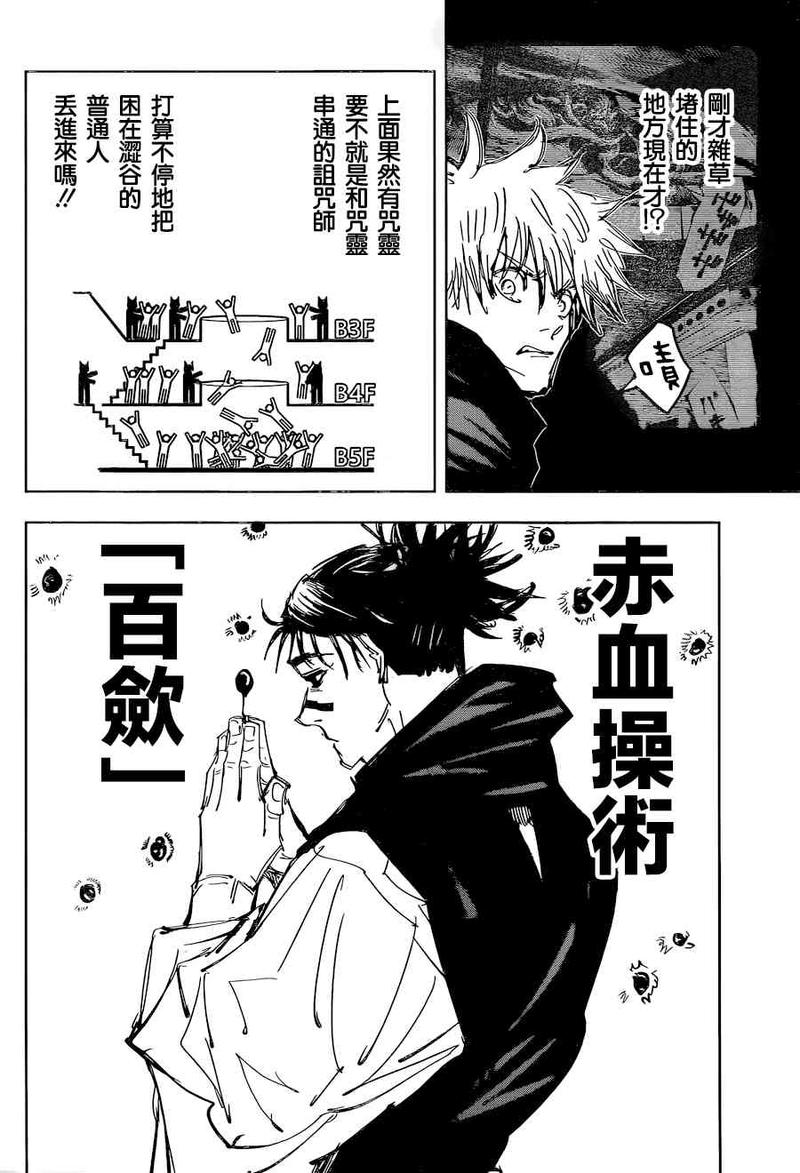 剛才雜草
堵住的
地方現在才!?
嘖
上面果然有咒靈
要不就是和咒靈
串通的詛咒師
打算不停地把
困在澀谷的
普通人
丟進來嗎!!
B3F
B4F
B5F
赤血操術
「百斂」